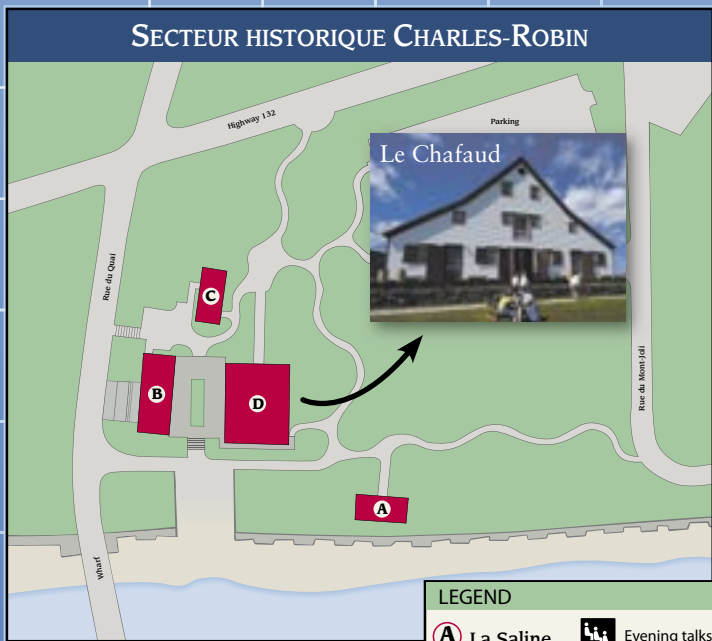 SECTEUR HISTORIQUE CHARLES-ROBIN
Highway 132
Parking
Le Chafaud
Rue du Quai
C
B
D
Rue du Mont-Joli
A
Wharf
LEGEND
A La Saline
Evening talks